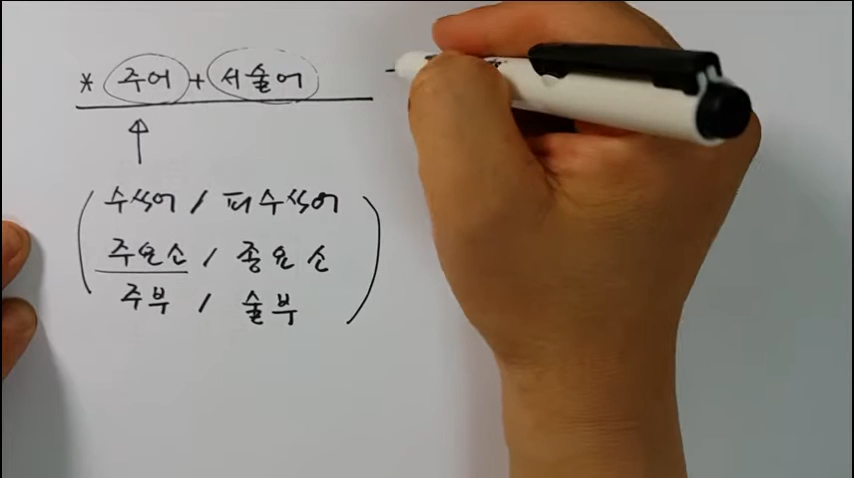 * 주어 + 서술어
수식어 / 피수식어
주요소 / 종요소
주부 / 술부